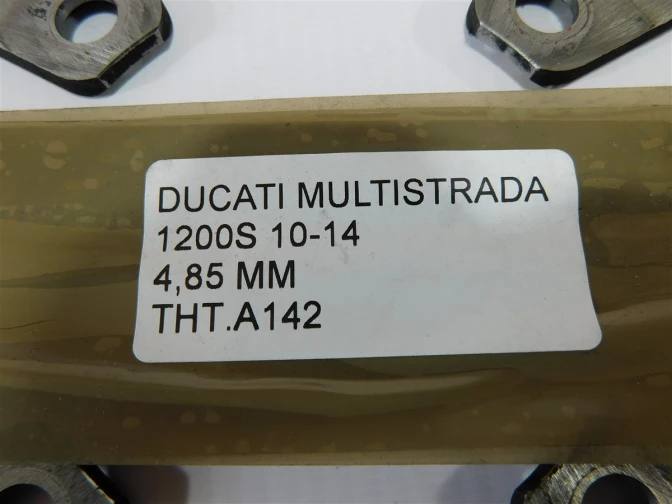 DUCATI MULTISTRADA
1200S 10-14
4,85 MM
THT.A142